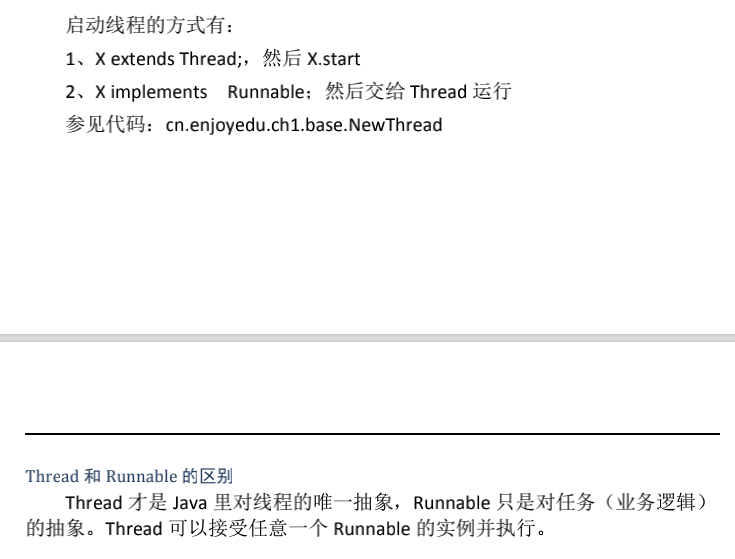 启动线程的方式有：
1、X extends Thread;，然后 X.start
2、X implements Runnable；然后交给 Thread 运行
参见代码：cn.enjoyedu.ch1.base.NewThread
Thread 和 Runnable 的区别
Thread 才是 Java 里对线程的唯一抽象，Runnable 只是对任务（业务逻辑）
的抽象。Thread 可以接受任意一个 Runnable 的实例并执行。